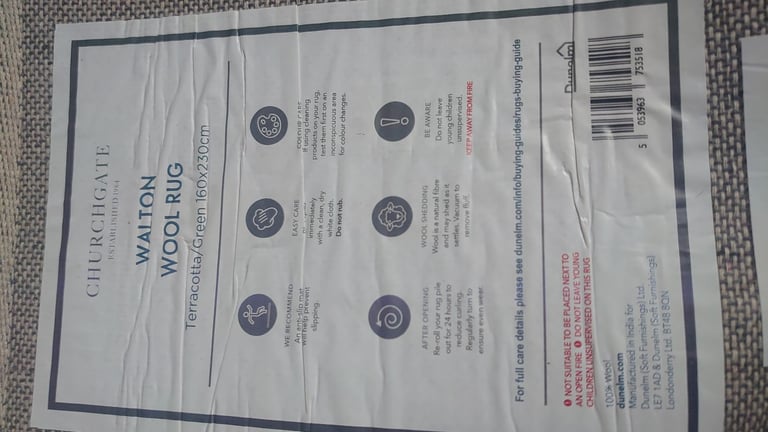 CHURCHGATE
ESTABLISHED 1984
WALTON
WOOL RUG
Terracotta/Green 160x230cm
WE RECOMMEND
An anti-slip mat
will help prevent
slipping.
EASY CARE
immediately
with a clean, dry
white cloth.
Do not rub.
COLOUR CARE
If using cleaning
products on your rug,
test them first on an
inconspicuous area
for colour changes.
AFTER OPENING
Re-roll your rug pile
out for 24 hours to
reduce curling.
Regularly turn to
ensure even wear.
WOOL SHEDDING
Wool is a natural fibre
and may shed as it
settles. Vacuum to
remove fluff.
BE AWARE
Do not leave
young children
unsupervised.
KEEP AWAY FROM FIRE
For full care details please see dunelm.com/info/buying-guides/rugs-buying-guide
NOT SUITABLE TO BE PLACED NEXT TO
AN OPEN FIRE DO NOT LEAVE YOUNG
CHILDREN UNSUPERVISED ON THIS RUG
100% Wool
dunelm.com
Manufactured in India for
Dunelm (Soft Furnishings) Ltd.
LE7 1AD & Dunelm (Soft Furnishings)
Londonderry Ltd. BT48 8QN
Dunelm
5 053963 753518